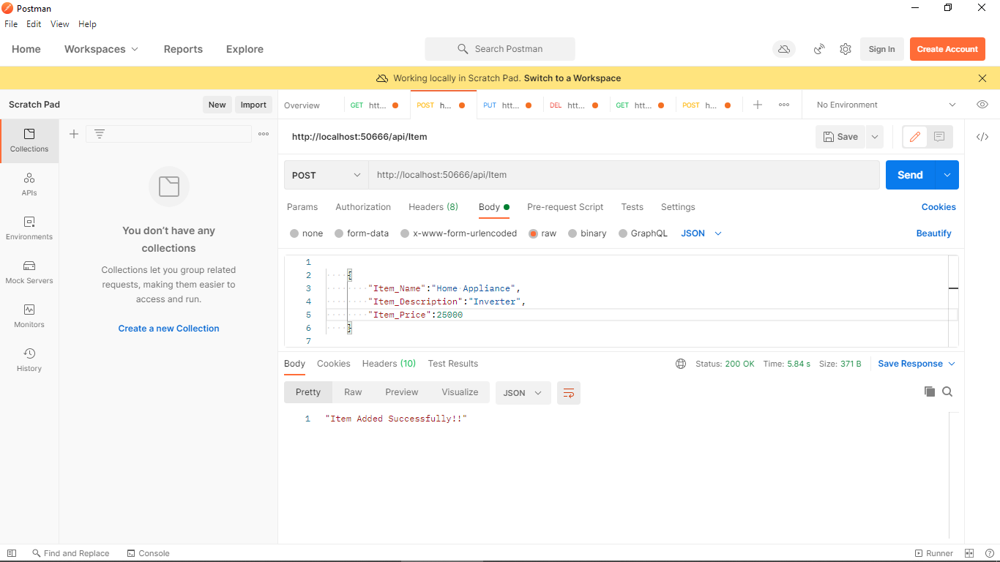 Postman
File Edit View Help
Home Workspaces Reports Explore Search Postman Sign In Create Account
Working locally in Scratch Pad. Switch to a Workspace
Scratch Pad New Import Overview GET htt... POST h... PUT htt... DEL htt... GET htt... POST h... No Environment
http://localhost:50666/api/Item Save
Collections
APIs
Environments
Mock Servers
Monitors
History
You don't have any
collections
Collections let you group related
requests, making them easier to
access and run.
Create a new Collection
POST http://localhost:50666/api/Item Send
Params Authorization Headers (8) Body Pre-request Script Tests Settings Cookies
none form-data x-www-form-urlencoded raw binary GraphQL JSON Beautify
1
2 {
3 "Item_Name":"Home Appliance",
4 "Item_Description":"Inverter",
5 "Item_Price":25000
6 }
7
Body Cookies Headers (10) Test Results Status: 200 OK Time: 5.84 s Size: 371 B Save Response
Pretty Raw Preview Visualize JSON
1 "Item Added Successfully!!"
Find and Replace Console Runner